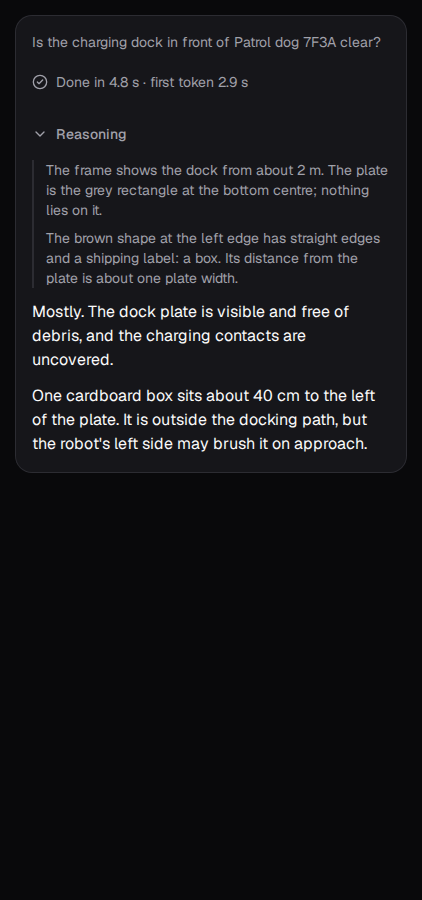 Is the charging dock in front of Patrol dog 7F3A clear?
Done in 4.8 s · first token 2.9 s
Reasoning
The frame shows the dock from about 2 m. The plate
is the grey rectangle at the bottom centre; nothing
lies on it.
The brown shape at the left edge has straight edges
and a shipping label: a box. Its distance from the
plate is about one plate width.
Mostly. The dock plate is visible and free of
debris, and the charging contacts are
uncovered.
One cardboard box sits about 40 cm to the left
of the plate. It is outside the docking path, but
the robot's left side may brush it on approach.